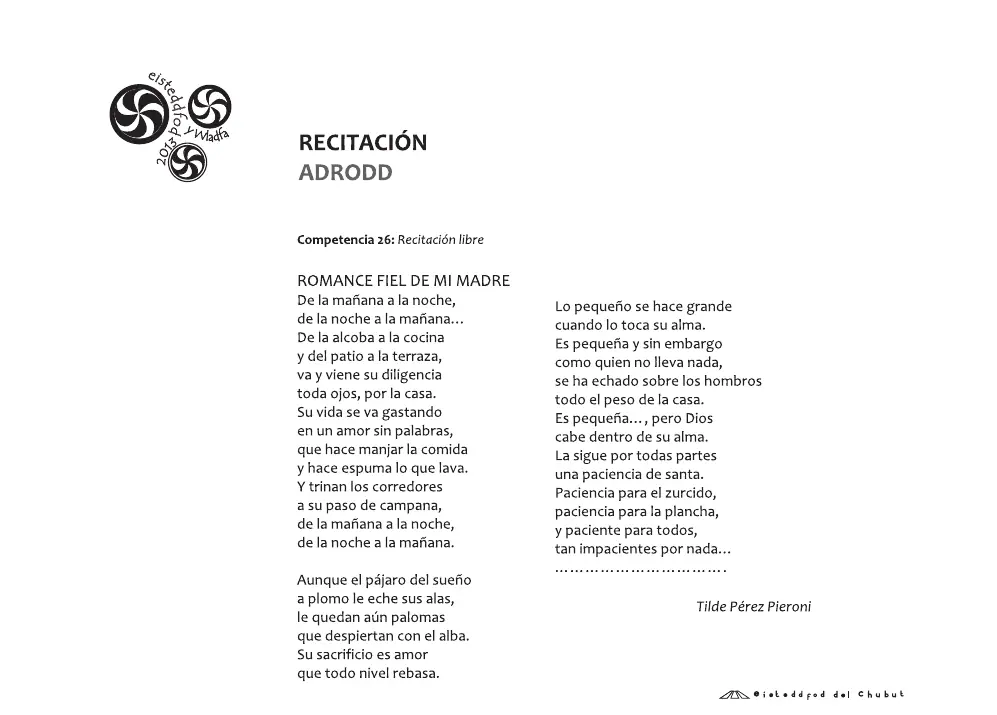 eisteddfod
y Wladfa
2013
RECITACIÓN
ADRODD
Competencia 26: Recitación libre
ROMANCE FIEL DE MI MADRE
De la mañana a la noche,
de la noche a la mañana…
De la alcoba a la cocina
y del patio a la terraza,
va y viene su diligencia
toda ojos, por la casa.
Su vida se va gastando
en un amor sin palabras,
que hace manjar la comida
y hace espuma lo que lava.
Y trinan los corredores
a su paso de campana,
de la mañana a la noche,
de la noche a la mañana.
Aunque el pájaro del sueño
a plomo le eche sus alas,
le quedan aún palomas
que despiertan con el alba.
Su sacrificio es amor
que todo nivel rebasa.
Lo pequeño se hace grande
cuando lo toca su alma.
Es pequeña y sin embargo
como quien no lleva nada,
se ha echado sobre los hombros
todo el peso de la casa.
Es pequeña…, pero Dios
cabe dentro de su alma.
La sigue por todas partes
una paciencia de santa.
Paciencia para el zurcido,
paciencia para la plancha,
y paciente para todos,
tan impacientes por nada…
…………………………….
Tilde Pérez Pieroni
eisteddfod del Chubut